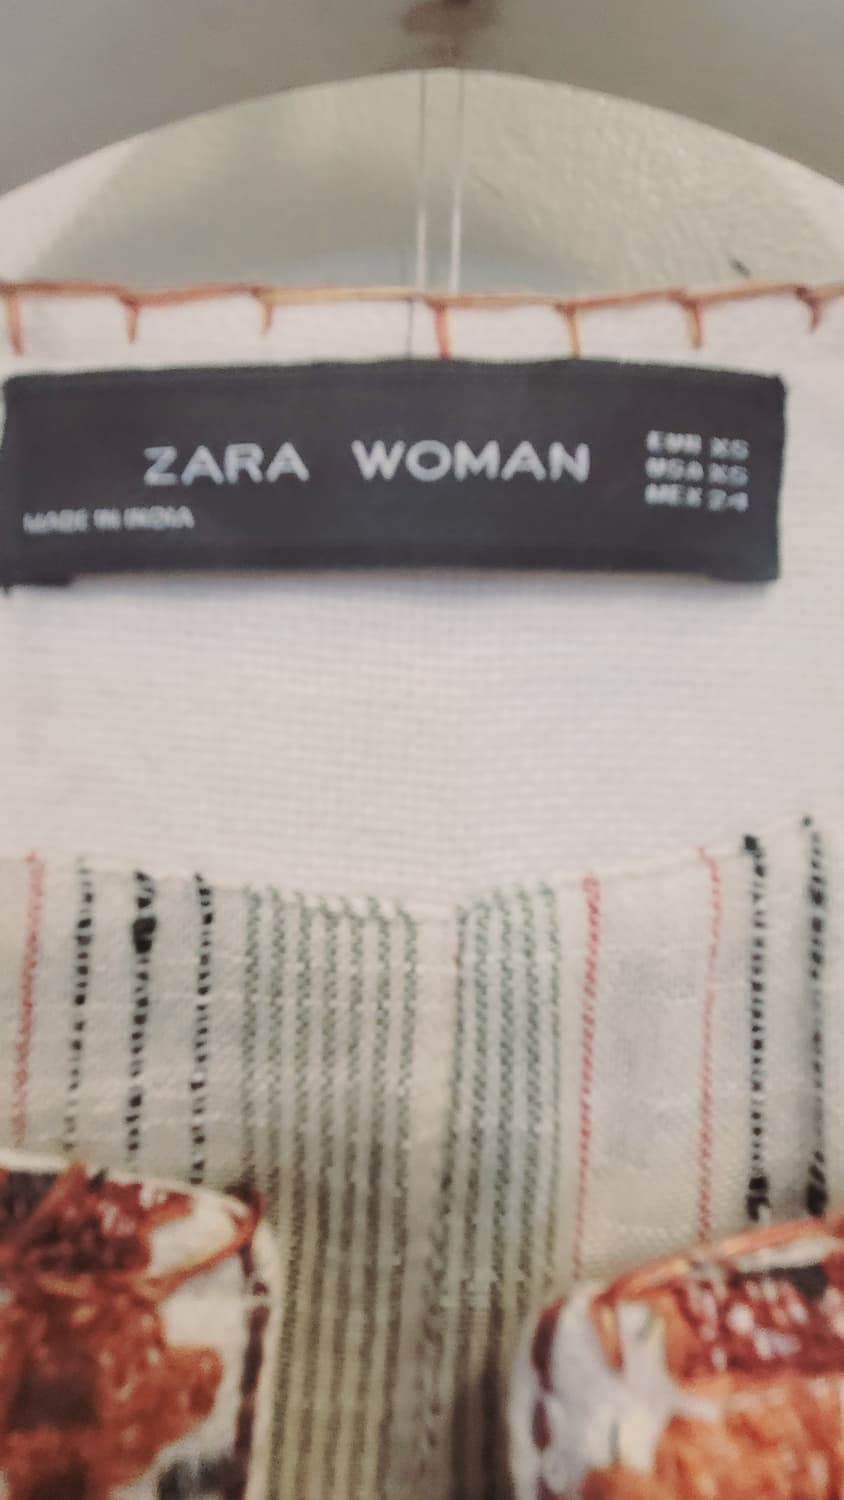 ZARA WOMAN
EUR XS
USA XS
MEX 24
MADE IN INDIA